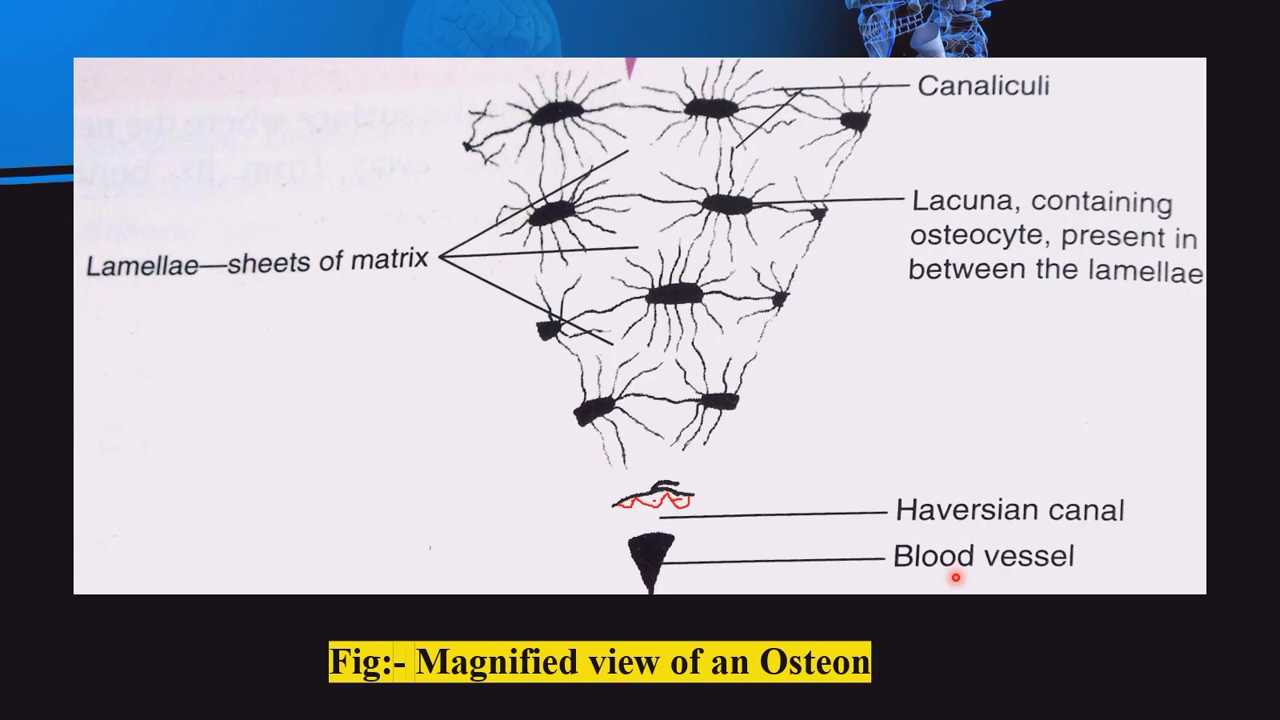 Canaliculi
Lacuna, containing
osteocyte, present in
between the lamellae
Lamellae—sheets of matrix
Haversian canal
Blood vessel
Fig:- Magnified view of an Osteon